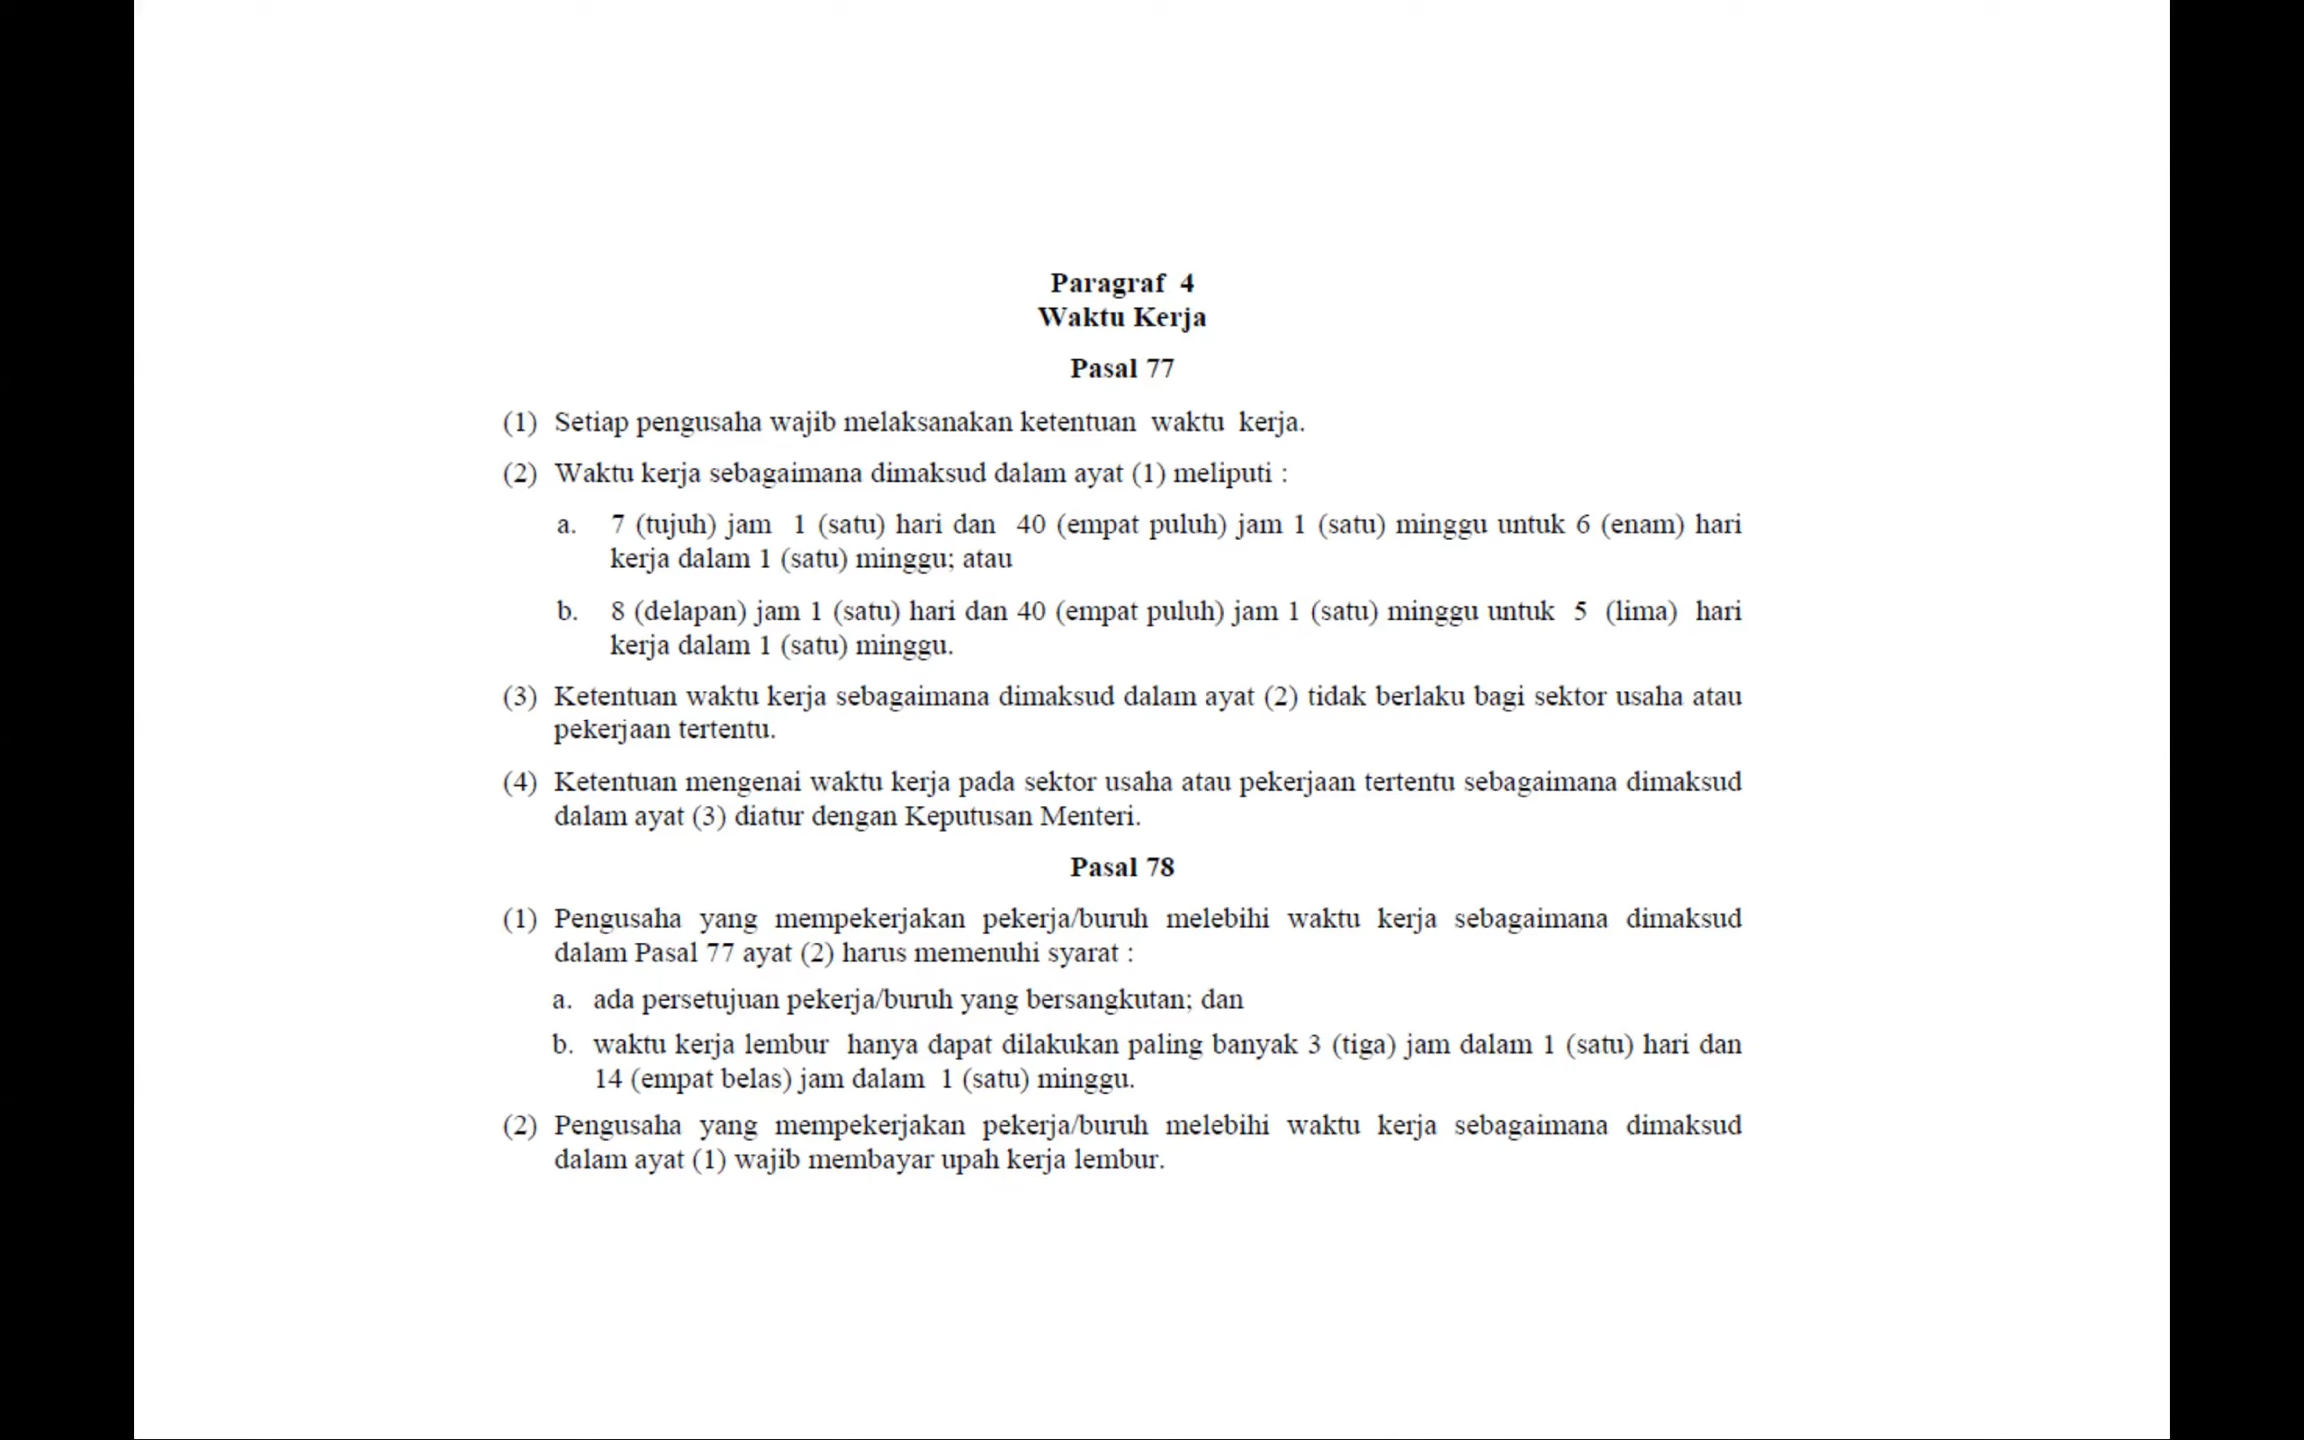 Paragraf 4
Waktu Kerja
Pasal 77
(1) Setiap pengusaha wajib melaksanakan ketentuan waktu kerja.
(2) Waktu kerja sebagaimana dimaksud dalam ayat (1) meliputi :
a. 7 (tujuh) jam 1 (satu) hari dan 40 (empat puluh) jam 1 (satu) minggu untuk 6 (enam) hari
kerja dalam 1 (satu) minggu; atau
b. 8 (delapan) jam 1 (satu) hari dan 40 (empat puluh) jam 1 (satu) minggu untuk 5 (lima) hari
kerja dalam 1 (satu) minggu.
(3) Ketentuan waktu kerja sebagaimana dimaksud dalam ayat (2) tidak berlaku bagi sektor usaha atau
pekerjaan tertentu.
(4) Ketentuan mengenai waktu kerja pada sektor usaha atau pekerjaan tertentu sebagaimana dimaksud
dalam ayat (3) diatur dengan Keputusan Menteri.
Pasal 78
(1) Pengusaha yang mempekerjakan pekerja/buruh melebihi waktu kerja sebagaimana dimaksud
dalam Pasal 77 ayat (2) harus memenuhi syarat :
a. ada persetujuan pekerja/buruh yang bersangkutan; dan
b. waktu kerja lembur hanya dapat dilakukan paling banyak 3 (tiga) jam dalam 1 (satu) hari dan
14 (empat belas) jam dalam 1 (satu) minggu.
(2) Pengusaha yang mempekerjakan pekerja/buruh melebihi waktu kerja sebagaimana dimaksud
dalam ayat (1) wajib membayar upah kerja lembur.